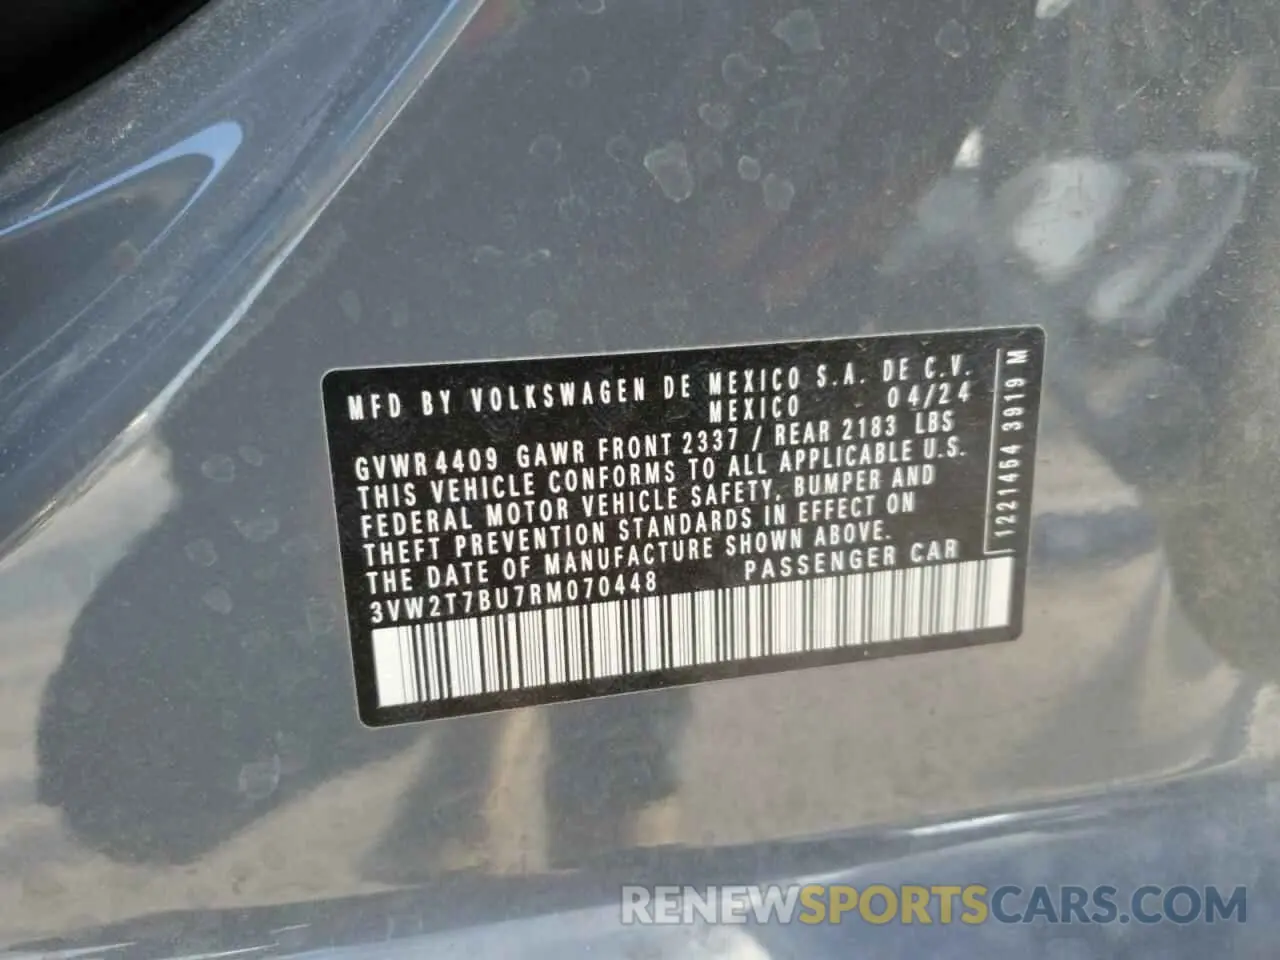 MFD BY VOLKSWAGEN DE MEXICO S.A. DE C.V.
MEXICO 04/24
GVWR 4409 GAWR FRONT 2337 / REAR 2183 LBS
THIS VEHICLE CONFORMS TO ALL APPLICABLE U.S.
FEDERAL MOTOR VEHICLE SAFETY, BUMPER AND
THEFT PREVENTION STANDARDS IN EFFECT ON
THE DATE OF MANUFACTURE SHOWN ABOVE.
3VW2T7BU7RM070448 PASSENGER CAR
1221454 3919 M
RENEWSPORTSCARS.COM